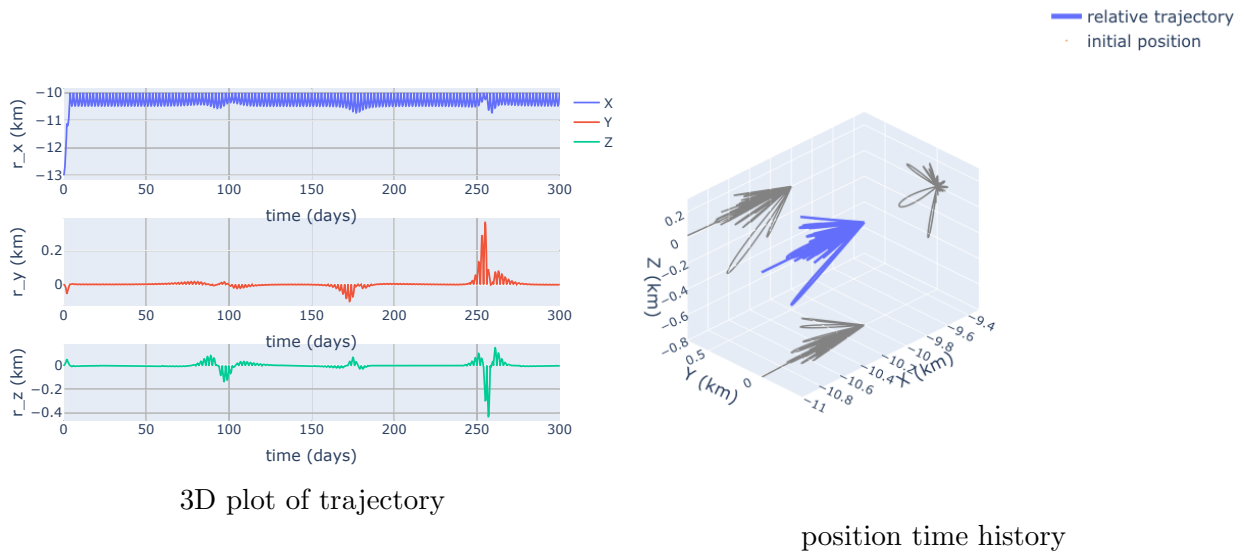 relative trajectory
initial position
r_x (km)
−10
−11
−12
−13
0 50 100 150 200 250 300
time (days)
X
Y
Z
r_y (km)
0.2
0
0 50 100 150 200 250 300
time (days)
r_z (km)
0
−0.2
−0.4
0 50 100 150 200 250 300
time (days)
3D plot of trajectory
Z (km)
0.2
0
−0.2
−0.4
−0.6
−0.8
Y (km)
0.5
0
X (km)
−9.4
−9.6
−9.8
−10
−10.2
−10.4
−10.6
−10.8
−11
position time history